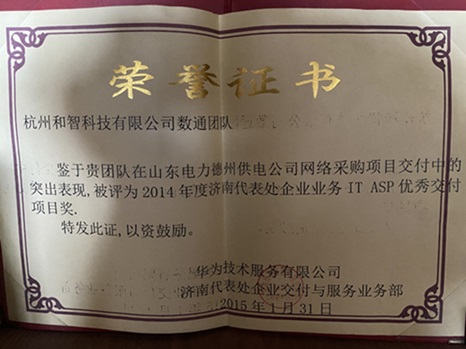 荣誉证书
杭州和智科技有限公司数通团队
鉴于贵团队在山东电力德州供电公司网络采购项目交付中的
突出表现,被评为2014年度济南代表处企业业务IT ASP优秀交付
项目奖.
特发此证,以资鼓励。
华为技术服务有限公司
济南代表处企业交付与服务业务部
2015年1月31日